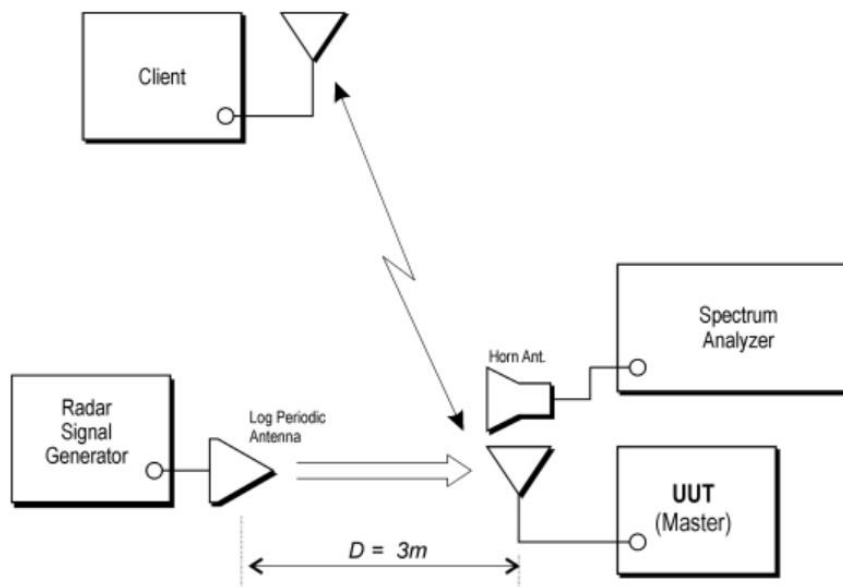 Client
Spectrum
Analyzer
Horn Ant.
Radar
Signal
Generator
Log Periodic
Antenna
UUT
(Master)
D = 3m